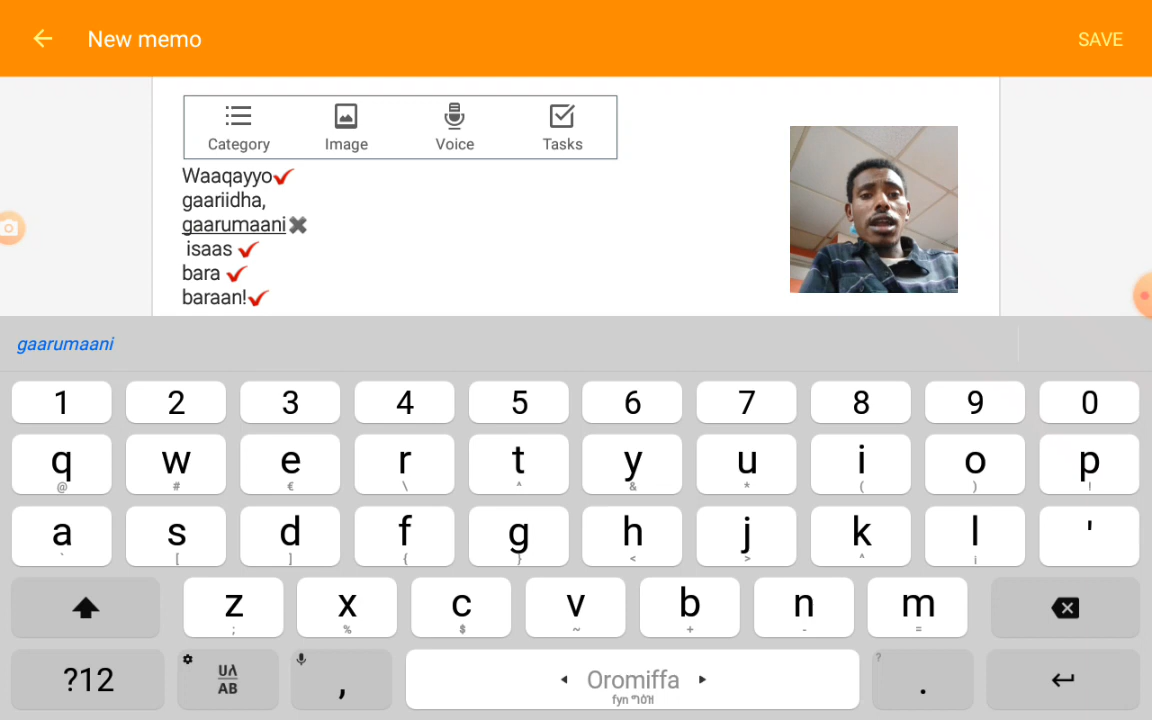 New memo
SAVE
Category Image Voice Tasks
Waaqayyo
gaariidha,
gaarumaani
isaas
bara
baraan!
gaarumaani
1 2 3 4 5 6 7 8 9 0
q w e r t y u i o p
@ # € \ ^ & * ( ) !
a s d f g h j k l '
` [ ] { } < > ^ ¡
z x c v b n m
; % $ ~ + - =
?12 , Oromiffa . ?
AB